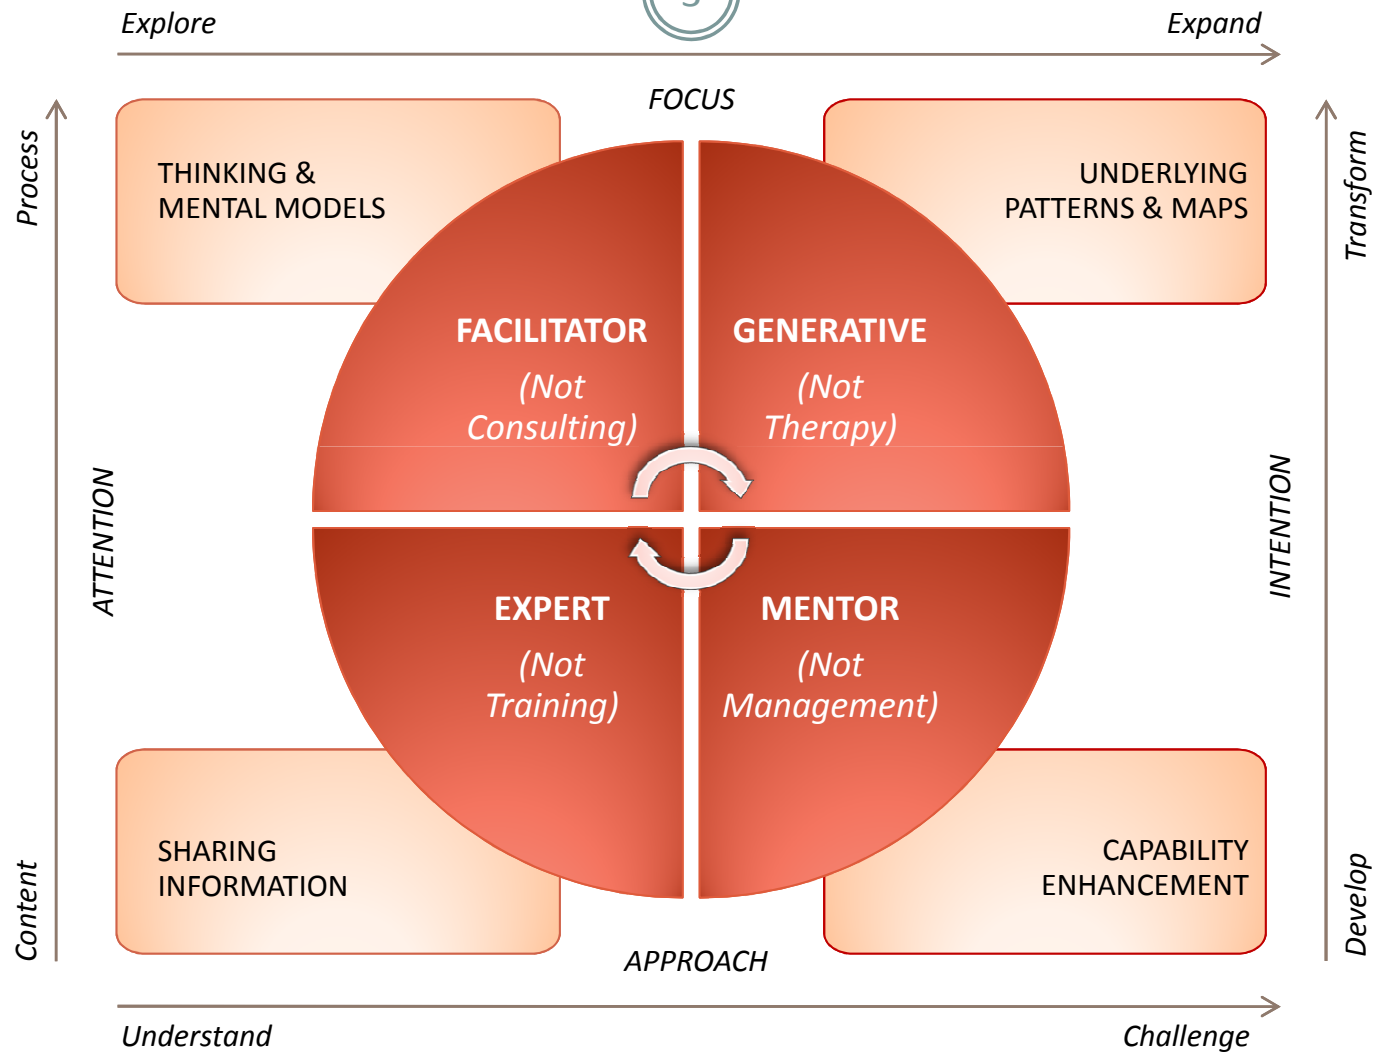 Explore
Expand
FOCUS
Process
THINKING &
MENTAL MODELS
UNDERLYING
PATTERNS & MAPS
Transform
FACILITATOR
(Not
Consulting)
GENERATIVE
(Not
Therapy)
ATTENTION
INTENTION
EXPERT
(Not
Training)
MENTOR
(Not
Management)
Content
SHARING
INFORMATION
CAPABILITY
ENHANCEMENT
Develop
APPROACH
Understand
Challenge